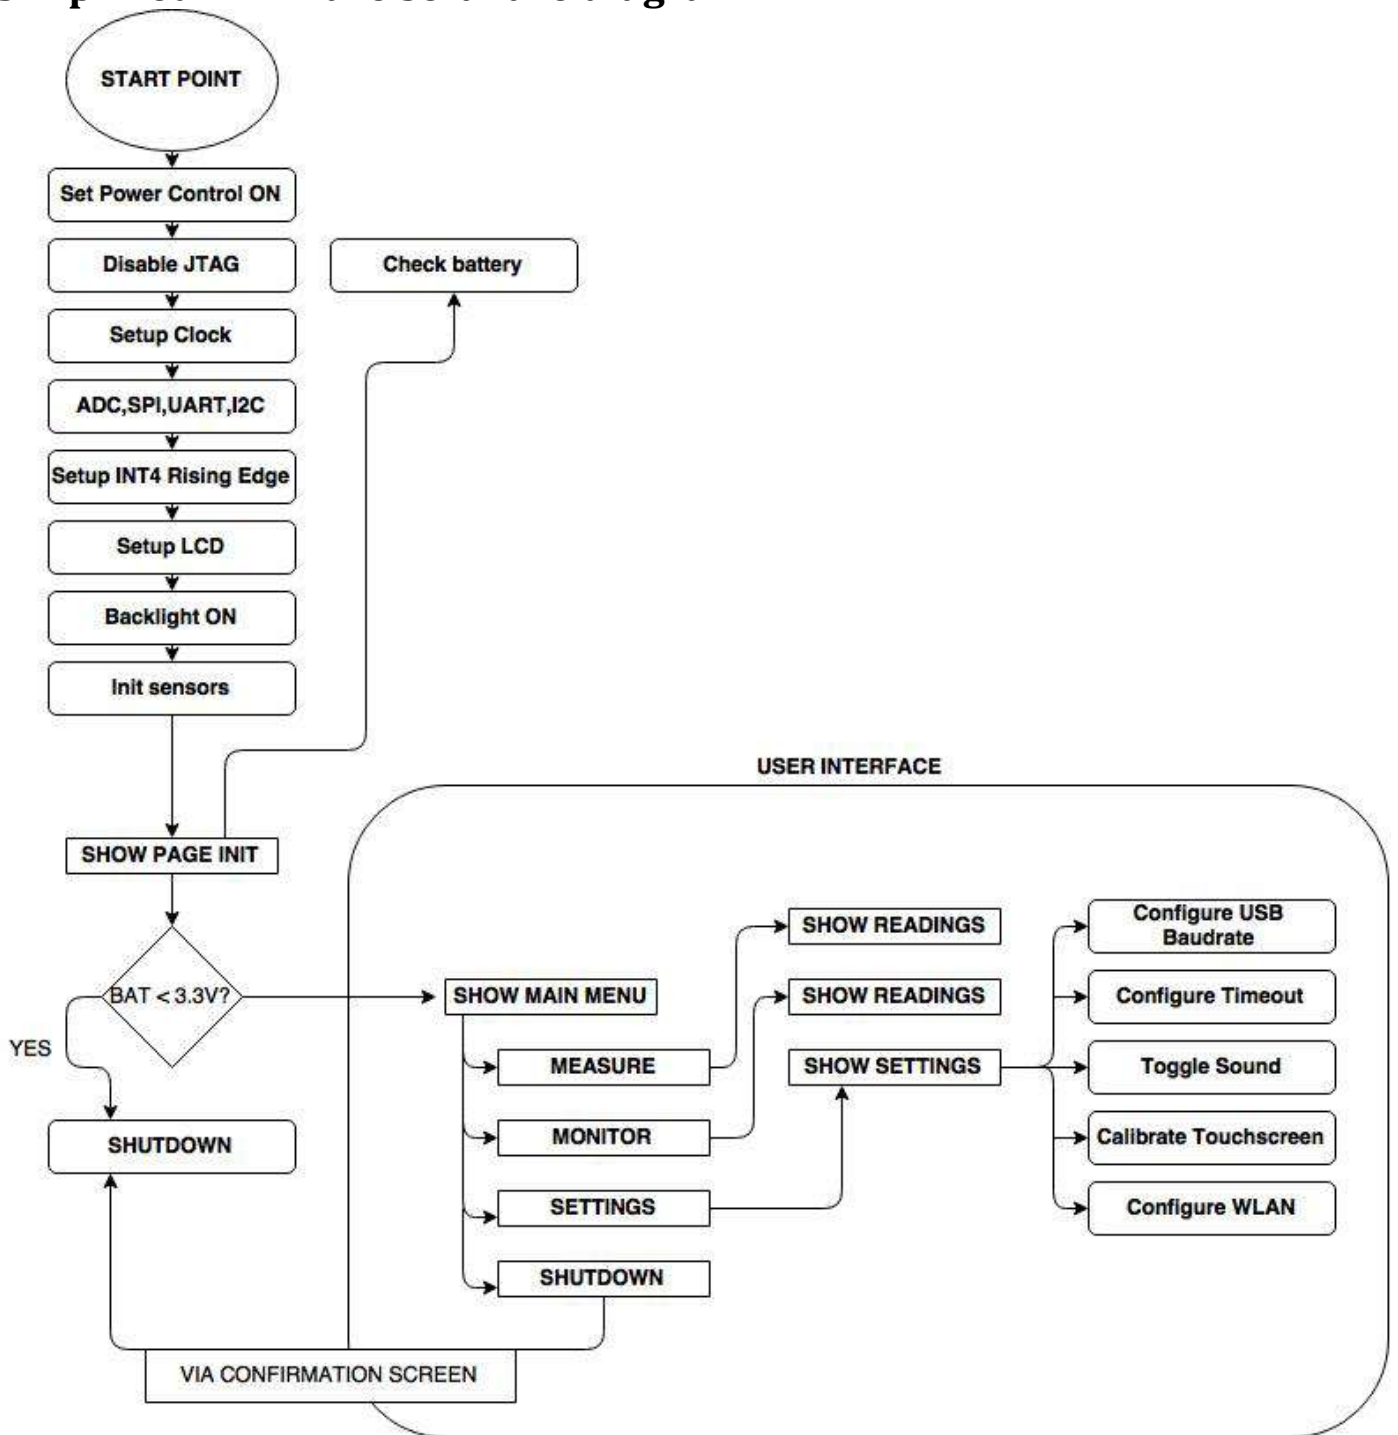 START POINT
Set Power Control ON
Disable JTAG
Check battery
Setup Clock
ADC,SPI,UART,I2C
Setup INT4 Rising Edge
Setup LCD
Backlight ON
Init sensors
USER INTERFACE
SHOW PAGE INIT
SHOW READINGS
Configure USB
Baudrate
BAT < 3.3V?
SHOW MAIN MENU
SHOW READINGS
Configure Timeout
YES
MEASURE
SHOW SETTINGS
Toggle Sound
SHUTDOWN
MONITOR
Calibrate Touchscreen
SETTINGS
Configure WLAN
SHUTDOWN
VIA CONFIRMATION SCREEN